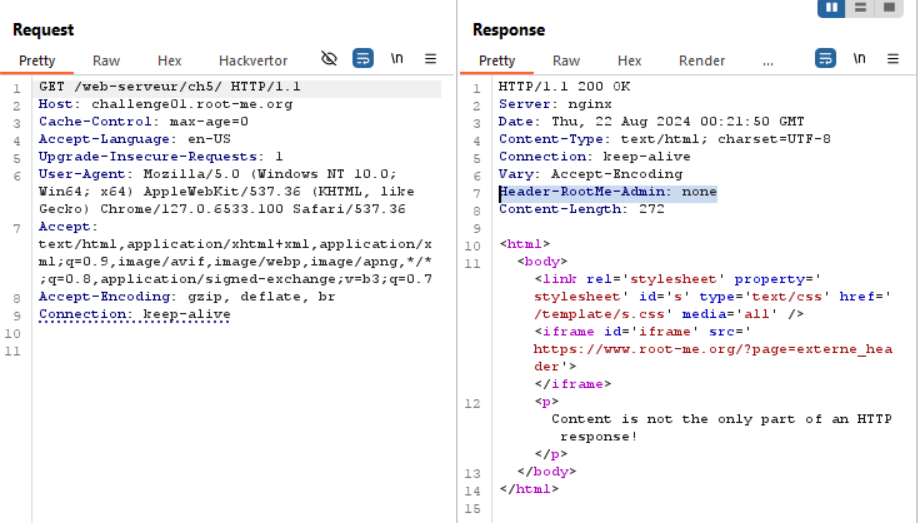 Request
Pretty Raw Hex Hackvertor \n
1 GET /web-serveur/ch5/ HTTP/1.1
2 Host: challenge01.root-me.org
3 Cache-Control: max-age=0
4 Accept-Language: en-US
5 Upgrade-Insecure-Requests: 1
6 User-Agent: Mozilla/5.0 (Windows NT 10.0;
Win64; x64) AppleWebKit/537.36 (KHTML, like
Gecko) Chrome/127.0.6533.100 Safari/537.36
7 Accept:
text/html,application/xhtml+xml,application/x
ml;q=0.9,image/avif,image/webp,image/apng,*/*
;q=0.8,application/signed-exchange;v=b3;q=0.7
8 Accept-Encoding: gzip, deflate, br
9 Connection: keep-alive
10
11
Response
Pretty Raw Hex Render ... \n
1 HTTP/1.1 200 OK
2 Server: nginx
3 Date: Thu, 22 Aug 2024 00:21:50 GMT
4 Content-Type: text/html; charset=UTF-8
5 Connection: keep-alive
6 Vary: Accept-Encoding
7 Header-RootMe-Admin: none
8 Content-Length: 272
9
10 <html>
11 <body>
<link rel='stylesheet' property='
stylesheet' id='s' type='text/css' href='
/template/s.css' media='all' />
<iframe id='iframe' src='
https://www.root-me.org/?page=externe_hea
der'>
</iframe>
12 <p>
Content is not the only part of an HTTP
response!
</p>
13 </body>
14 </html>
15